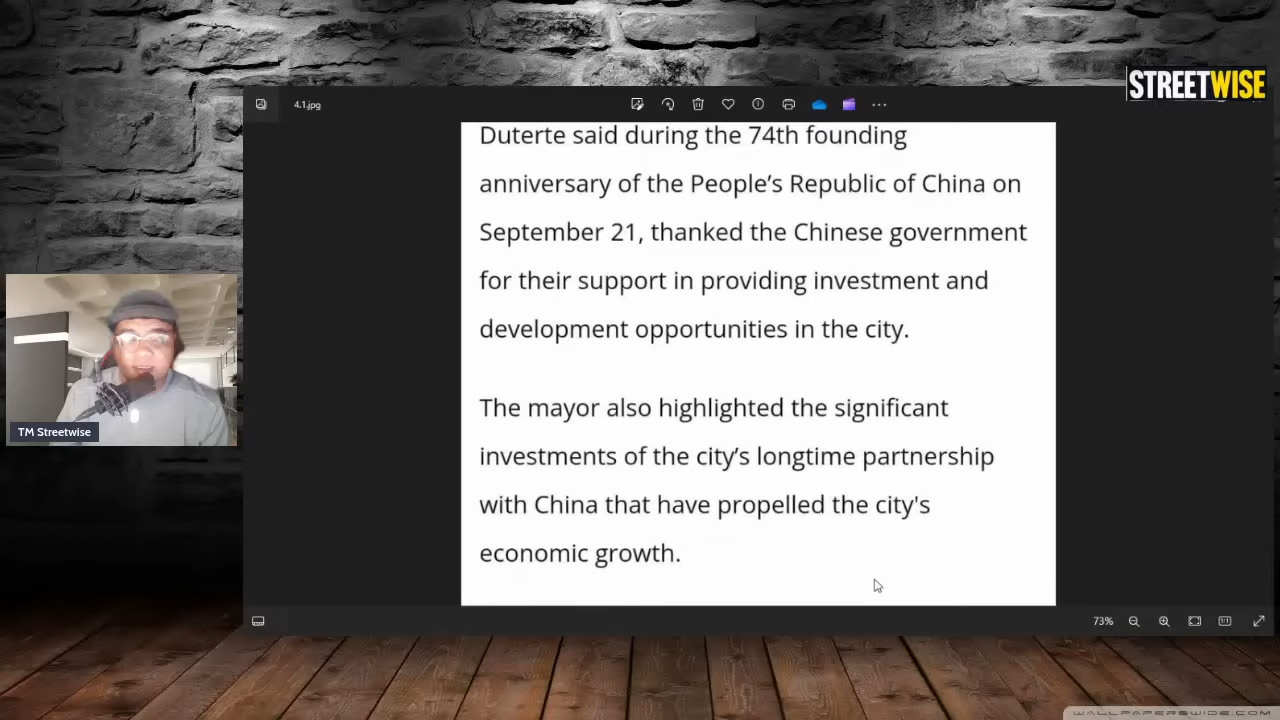 STREETWISE
4.1.jpg
Duterte said during the 74th founding
anniversary of the People's Republic of China on
September 21, thanked the Chinese government
for their support in providing investment and
development opportunities in the city.
The mayor also highlighted the significant
investments of the city's longtime partnership
with China that have propelled the city's
economic growth.
TM Streetwise
73%
WALLPAPERSWIDE.COM